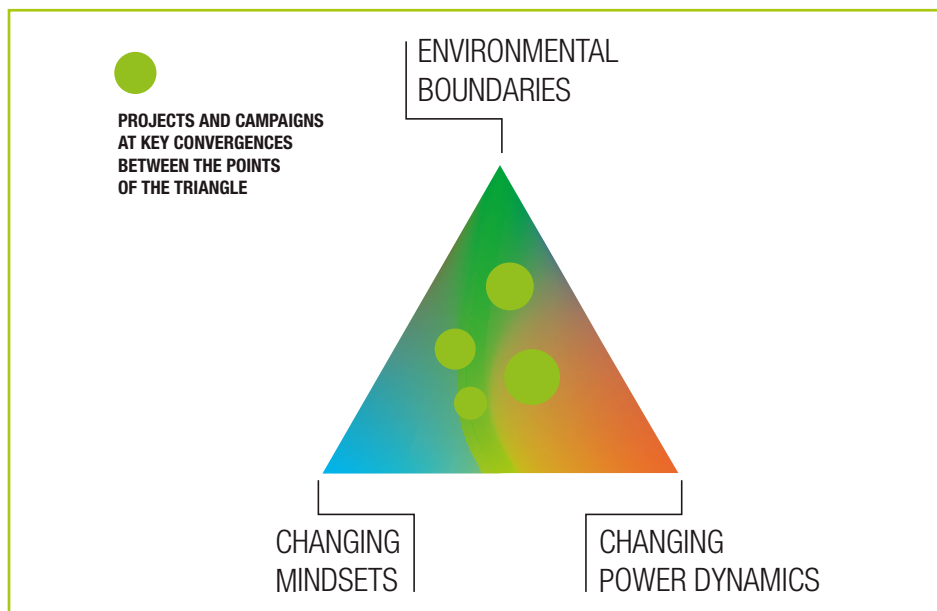 ENVIRONMENTAL
BOUNDARIES
PROJECTS AND CAMPAIGNS
AT KEY CONVERGENCES
BETWEEN THE POINTS
OF THE TRIANGLE
CHANGING
MINDSETS
CHANGING
POWER DYNAMICS